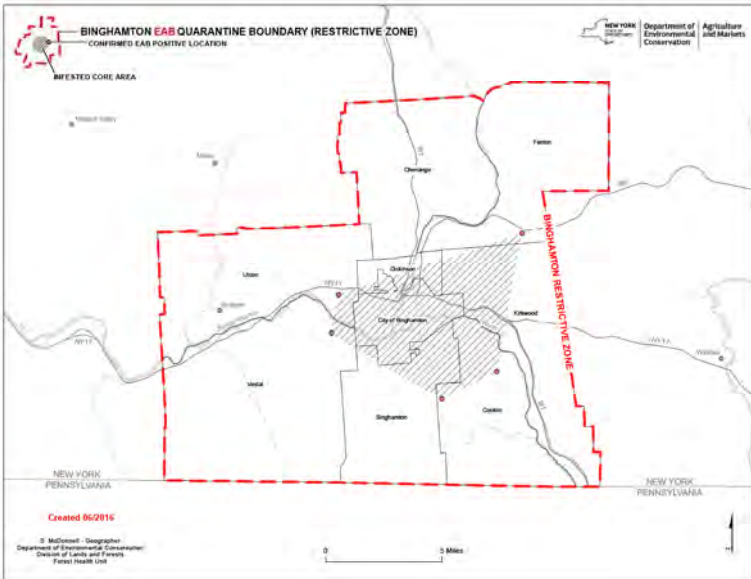 BINGHAMTON EAB QUARANTINE BOUNDARY (RESTRICTIVE ZONE)
CONFIRMED EAB POSITIVE LOCATION
INFESTED CORE AREA
NEW YORK
Department of
Environmental
Conservation
Agriculture
and Markets
Chenango
Fenton
Dickinson
Union
NY17
City of Binghamton
Kirkwood
BINGHAMTON RESTRICTIVE ZONE
NY17
NY17
Vestal
Binghamton
Conklin
NEW YORK
PENNSYLVANIA
NEW YORK
PENNSYLVANIA
Created 06/2016
Department of Environmental Conservation
Division of Lands and Forests
Forest Health Unit
0
5 Miles